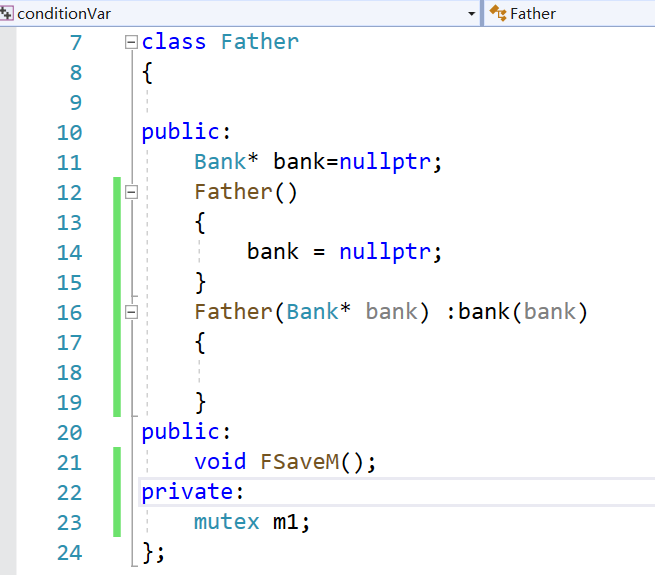 conditionVar Father
7 class Father
8 {
9
10 public:
11     Bank* bank=nullptr;
12     Father()
13     {
14         bank = nullptr;
15     }
16     Father(Bank* bank) :bank(bank)
17     {
18
19     }
20 public:
21     void FSaveM();
22 private:
23     mutex m1;
24 };